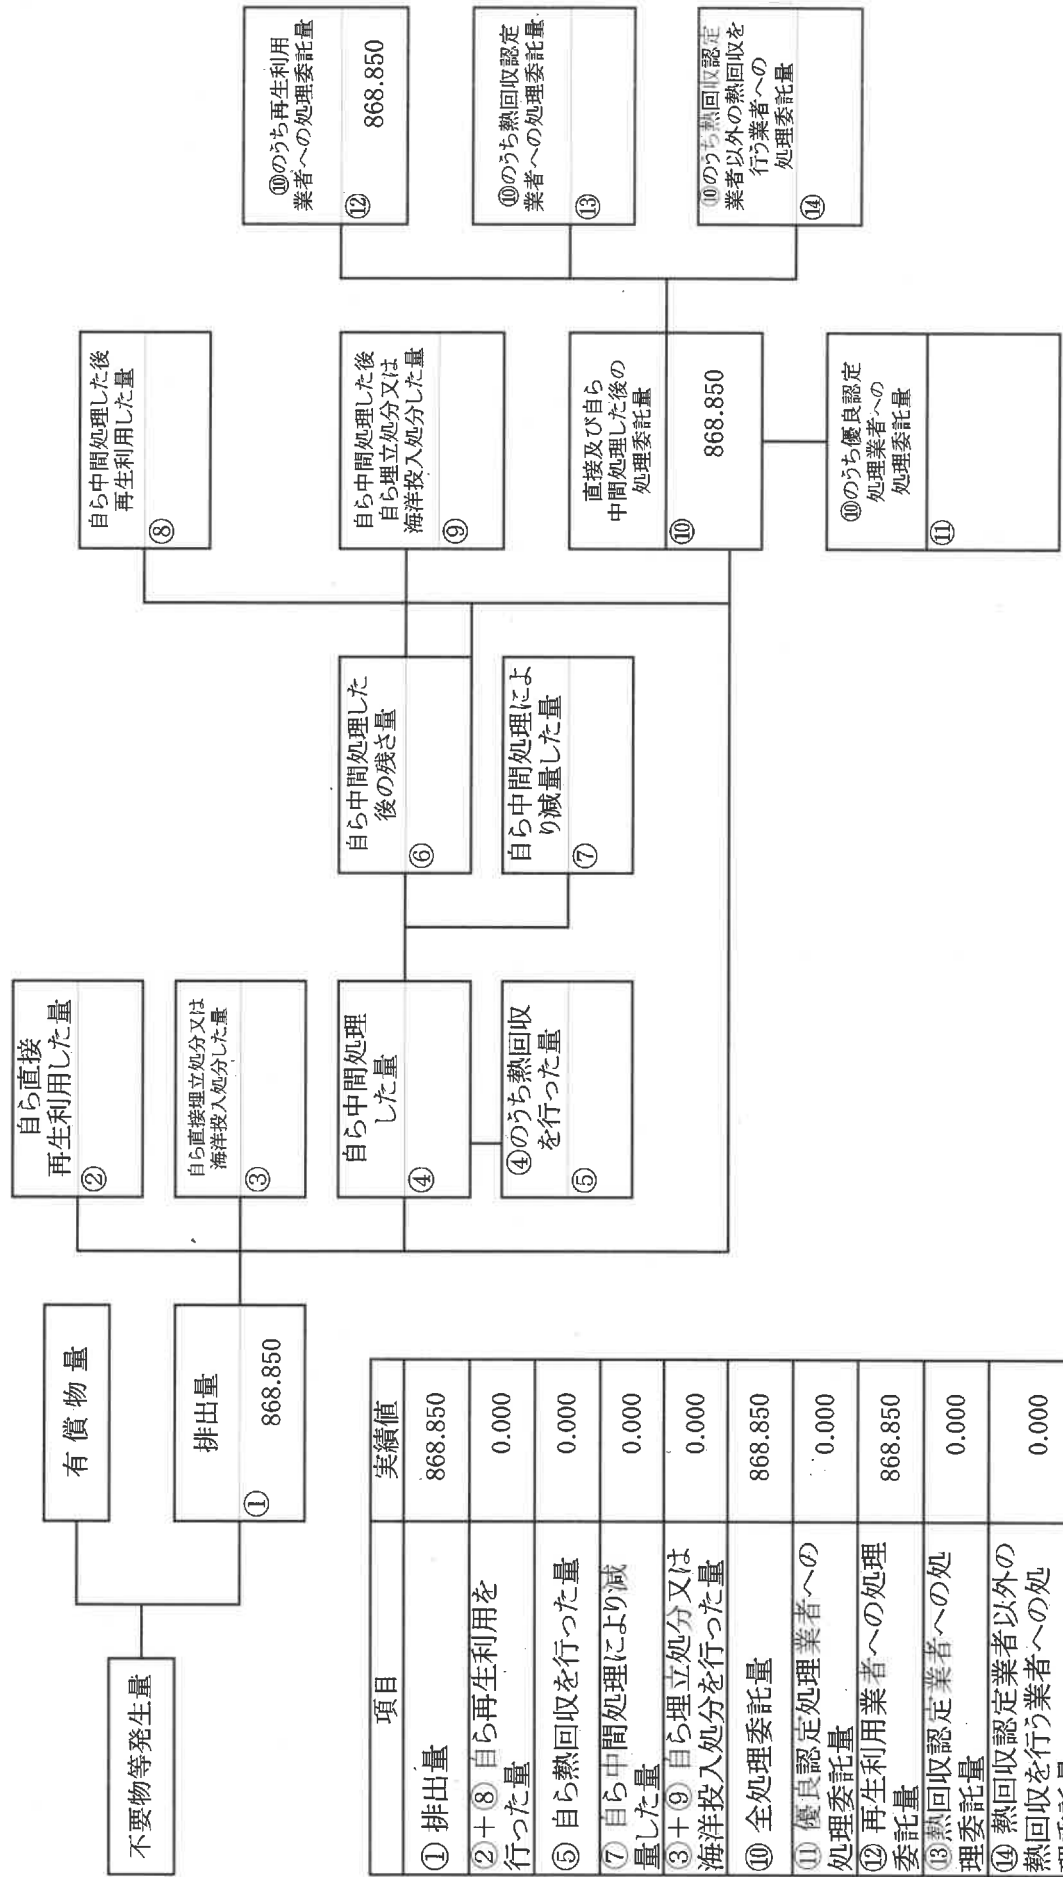 不要物等発生量
有償物量
排出量
①
868.850
自ら直接
再生利用した量
②
自ら直接埋立処分又は
海洋投入処分した量
③
自ら中間処理
した量
④
④のうち熱回収
を行った量
⑤
自ら中間処理した
後の残さ量
⑥
自ら中間処理によ
り減量した量
⑦
自ら中間処理した後
再生利用した量
⑧
自ら中間処理した後
自ら埋立処分又は
海洋投入処分した量
⑨
直接及び自ら
中間処理した後の
処理委託量
⑩
868.850
⑩のうち優良認定
処理業者への
処理委託量
⑪
⑩のうち再生利用
業者への処理委託量
⑫
868.850
⑩のうち熱回収認定
業者への処理委託量
⑬
⑩のうち熱回収認定
業者以外の熱回収を
行う業者への
処理委託量
⑭
項目 実績値
① 排出量 868.850
②+⑧ 自ら再生利用を
行った量 0.000
⑤ 自ら熱回収を行った量 0.000
⑦ 自ら中間処理により減
量した量 0.000
③+⑨ 自ら埋立処分又は
海洋投入処分を行った量 0.000
⑩ 全処理委託量 868.850
⑪ 優良認定処理業者への
処理委託量 0.000
⑫ 再生利用業者への処理
委託量 868.850
⑬熱回収認定業者への処
理委託量 0.000
⑭ 熱回収認定業者以外の
熱回収を行う業者への処 0.000